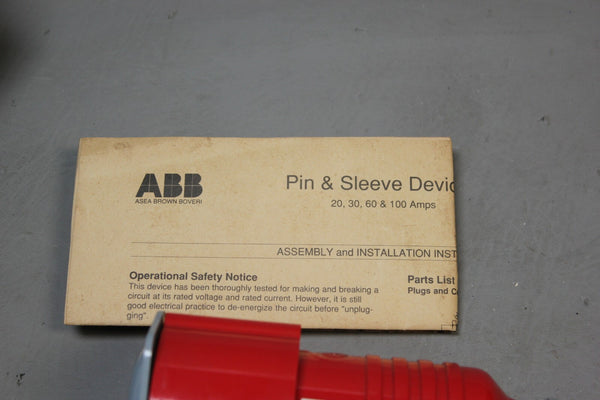 ABB
ASEA BROWN BOVERI
Pin & Sleeve Devic
20, 30, 60 & 100 Amps
ASSEMBLY and INSTALLATION INST
Operational Safety Notice
This device has been thoroughly tested for making and breaking a
circuit at its rated voltage and rated current. However, it is still
good electrical practice to de-energize the circuit before "unplug-
ging".
Parts List
Plugs and